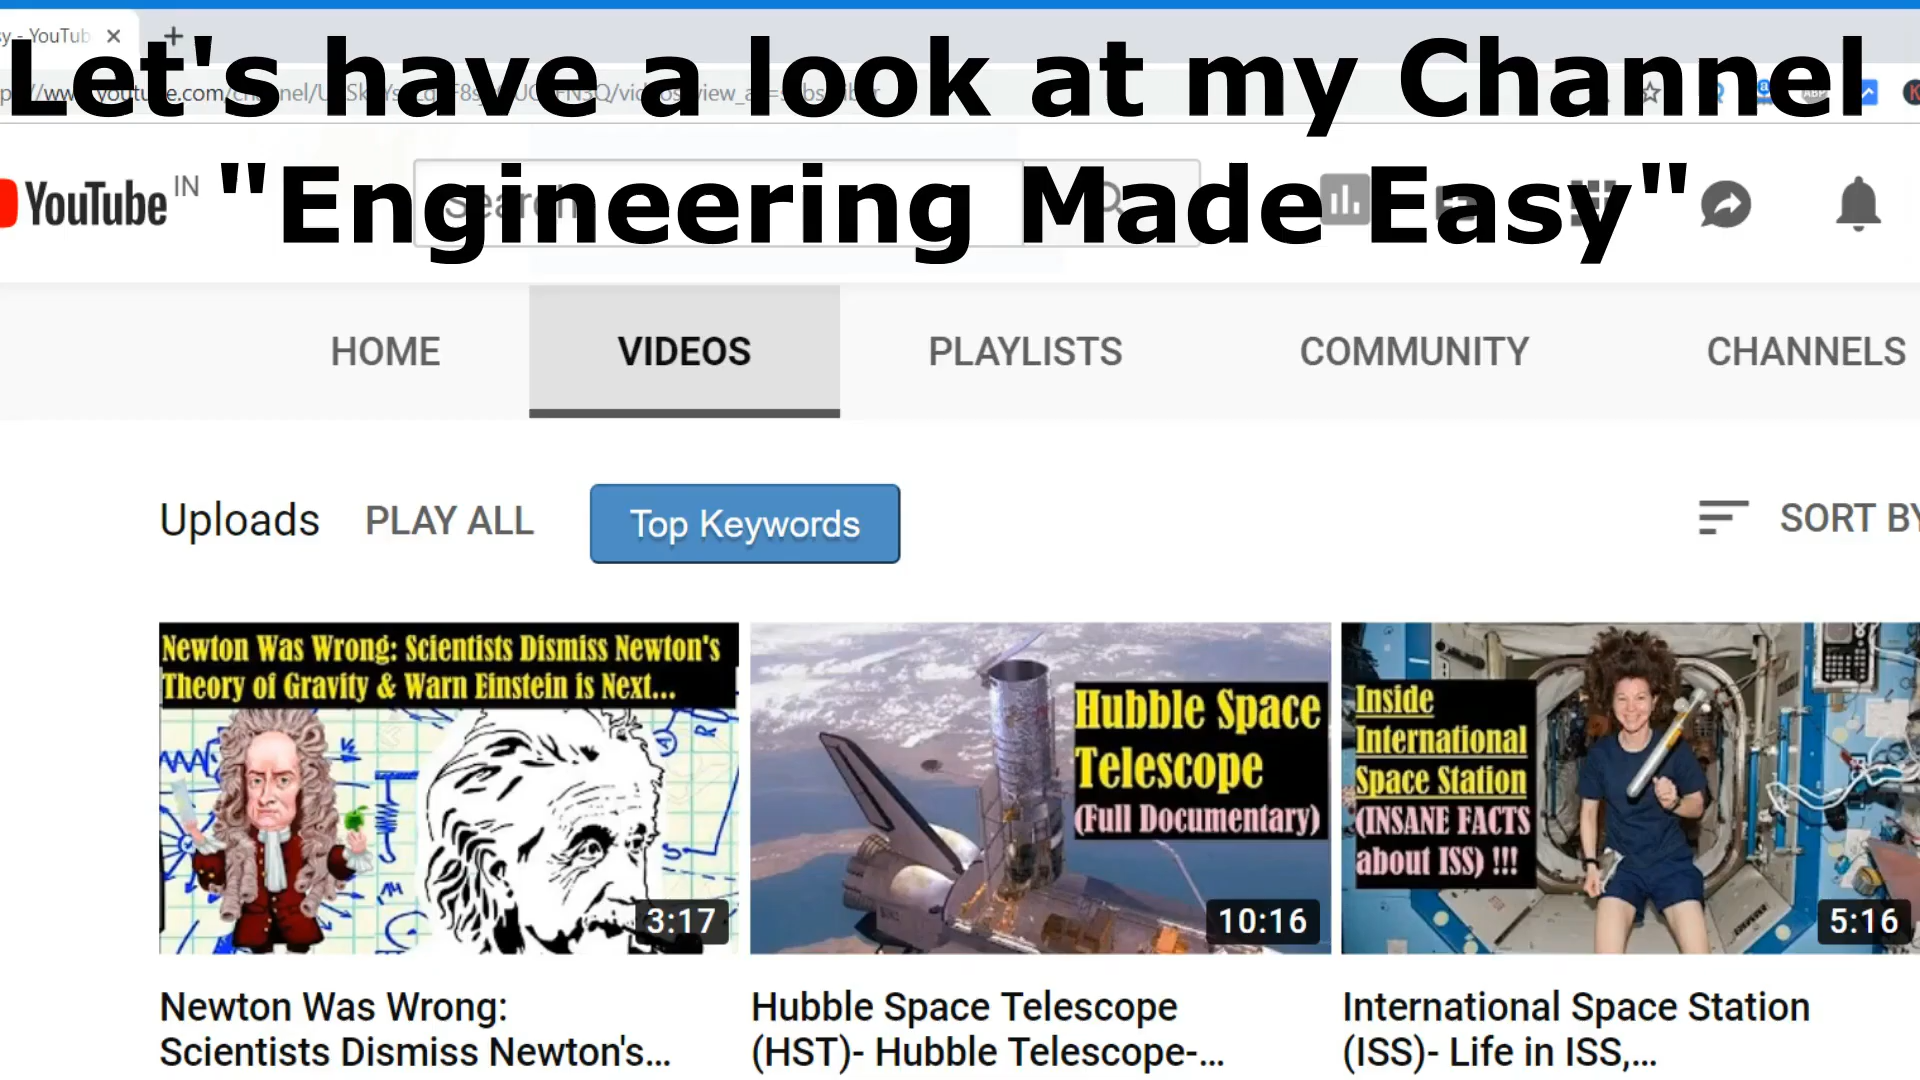 Let's have a look at my Channel
"Engineering Made Easy"
YouTube IN
Search
HOME VIDEOS PLAYLISTS COMMUNITY CHANNELS
Uploads PLAY ALL Top Keywords SORT BY
Newton Was Wrong: Scientists Dismiss Newton's
Theory of Gravity & Warn Einstein is Next...
3:17
Hubble Space
Telescope
(Full Documentary)
10:16
Inside
International
Space Station
(INSANE FACTS
about ISS) !!!
5:16
Newton Was Wrong:
Scientists Dismiss Newton's...
Hubble Space Telescope
(HST)- Hubble Telescope-...
International Space Station
(ISS)- Life in ISS,...